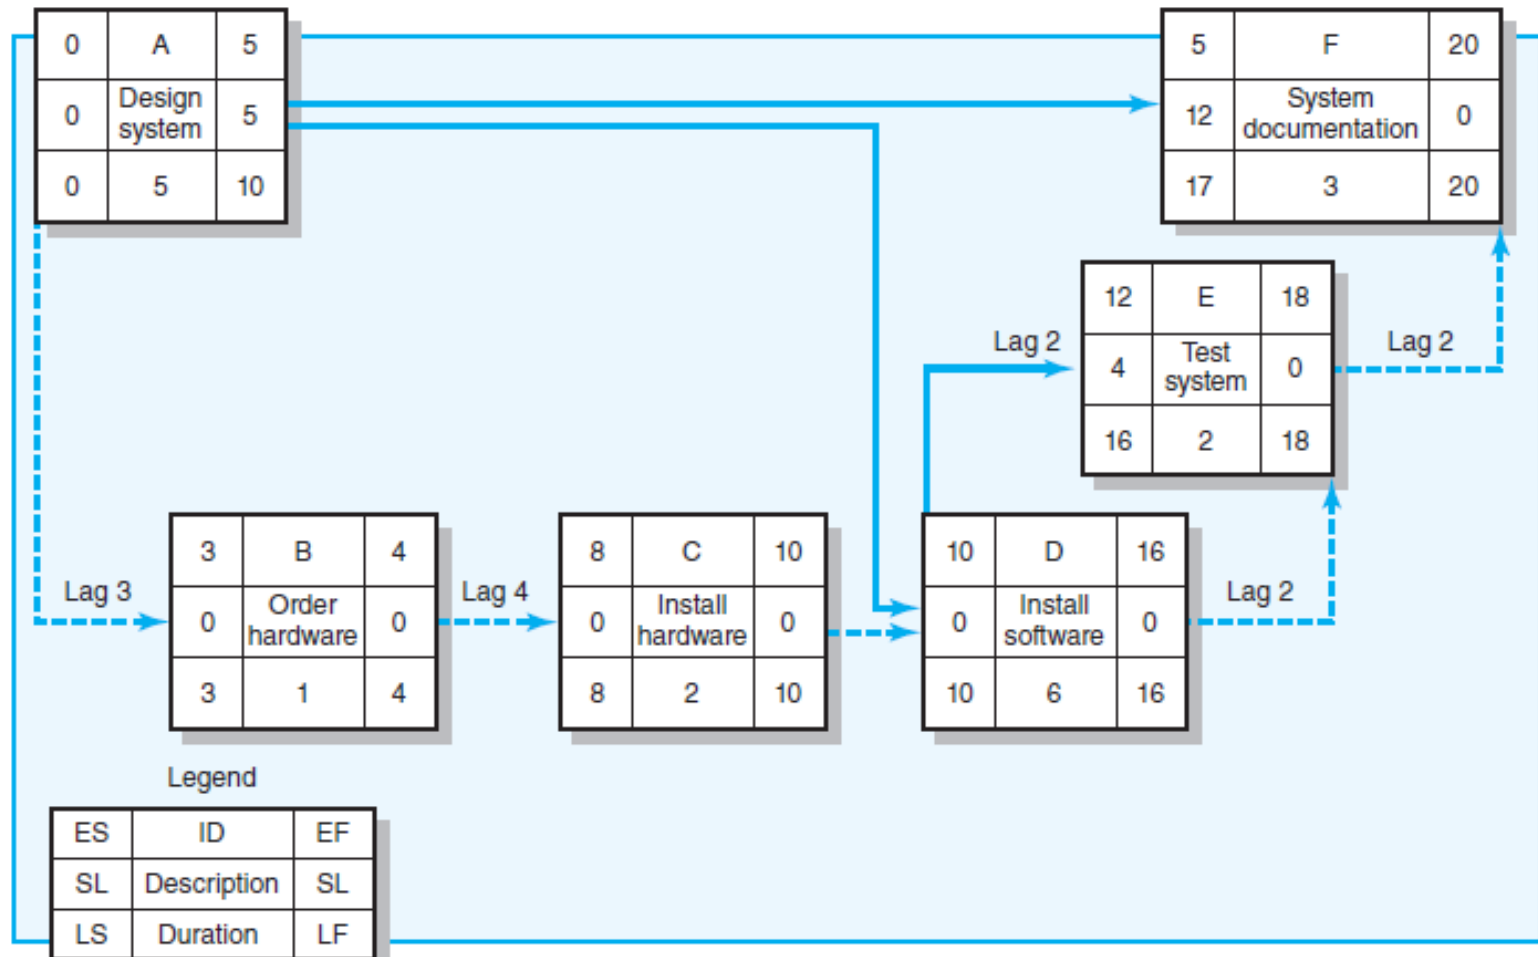 0 A 5
0 Design system 5
0 5 10
5 F 20
12 System documentation 0
17 3 20
Lag 2
12 E 18
4 Test system 0
16 2 18
Lag 2
Lag 3
3 B 4
0 Order hardware 0
3 1 4
Lag 4
8 C 10
0 Install hardware 0
8 2 10
10 D 16
0 Install software 0
10 6 16
Lag 2
Legend
ES ID EF
SL Description SL
LS Duration LF